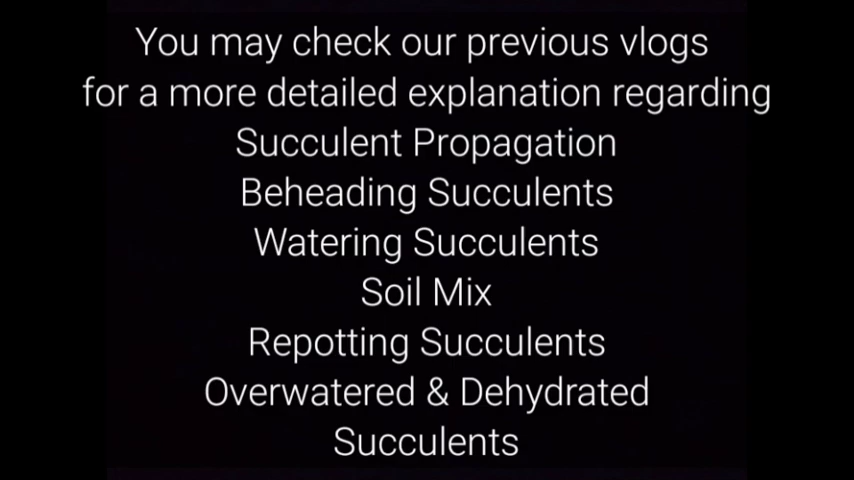 You may check our previous vlogs
for a more detailed explanation regarding
Succulent Propagation
Beheading Succulents
Watering Succulents
Soil Mix
Repotting Succulents
Overwatered & Dehydrated
Succulents